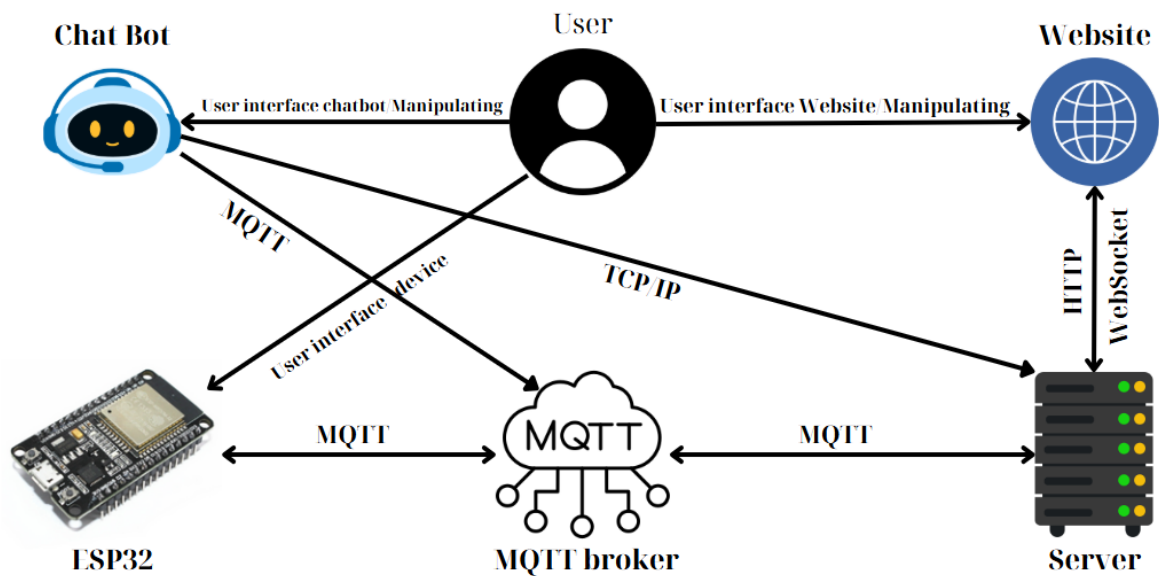 User
Chat Bot
Website
User interface chatbot/Manipulating
User interface Website/Manipulating
MQTT
User interface device
TCP/IP
HTTP
WebSocket
MQTT
MQTT
MQTT
ESP32
MQTT broker
Server